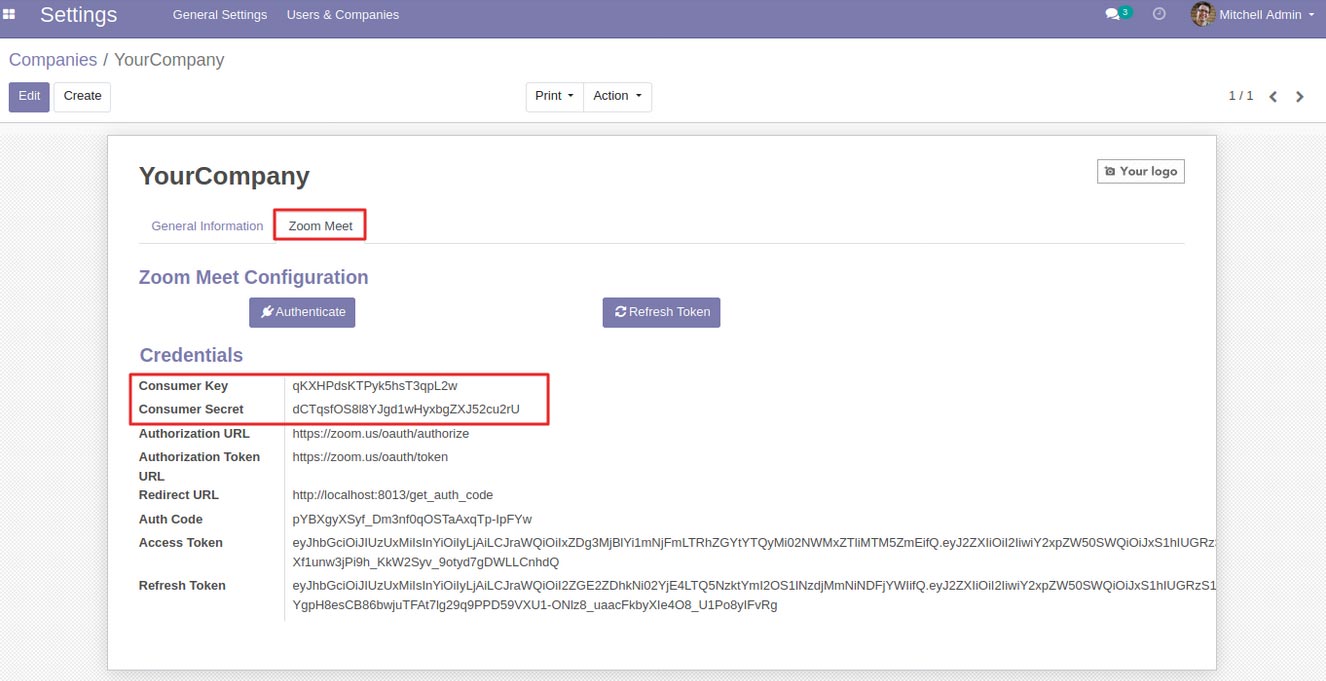 Settings General Settings Users & Companies 3 Mitchell Admin
Companies / YourCompany
Edit Create Print Action 1 / 1
YourCompany
Your logo
General Information Zoom Meet
Zoom Meet Configuration
Authenticate Refresh Token
Credentials
Consumer Key qKXHPdsKTPyk5hsT3qpL2w
Consumer Secret dCTqsfOS8l8YJgd1wHyxbgZXJ52cu2rU
Authorization URL https://zoom.us/oauth/authorize
Authorization Token https://zoom.us/oauth/token
URL
Redirect URL http://localhost:8013/get_auth_code
Auth Code pYBXgyXSyf_Dm3nf0qOSTaAxqTp-IpFYw
Access Token eyJhbGciOiJIUzUxMiIsInYiOiIyLjAiLCJraWQiOiIxZDg3MjBlYi1mNjFmLTRhZGYtYTQyMi02NWMxZTliMTM5ZmEifQ.eyJ2ZXIiOiI2IiwiY2xpZW50SWQiOiJxS1hIUGRz
Xf1unw3jPi9h_KkW2Syv_9otyd7gDWLLCnhdQ
Refresh Token eyJhbGciOiJIUzUxMiIsInYiOiIyLjAiLCJraWQiOiI2ZGE2ZDhkNi02YjE4LTQ5NzktYmI2OS1lNzdjMmNiNDFjYWIifQ.eyJ2ZXIiOiI2IiwiY2xpZW50SWQiOiJxS1hIUGRzS1
YgpH8esCB86bwjuTFAt7lg29q9PPD59VXU1-ONlz8_uaacFkbyXIe4O8_U1Po8yIFvRg